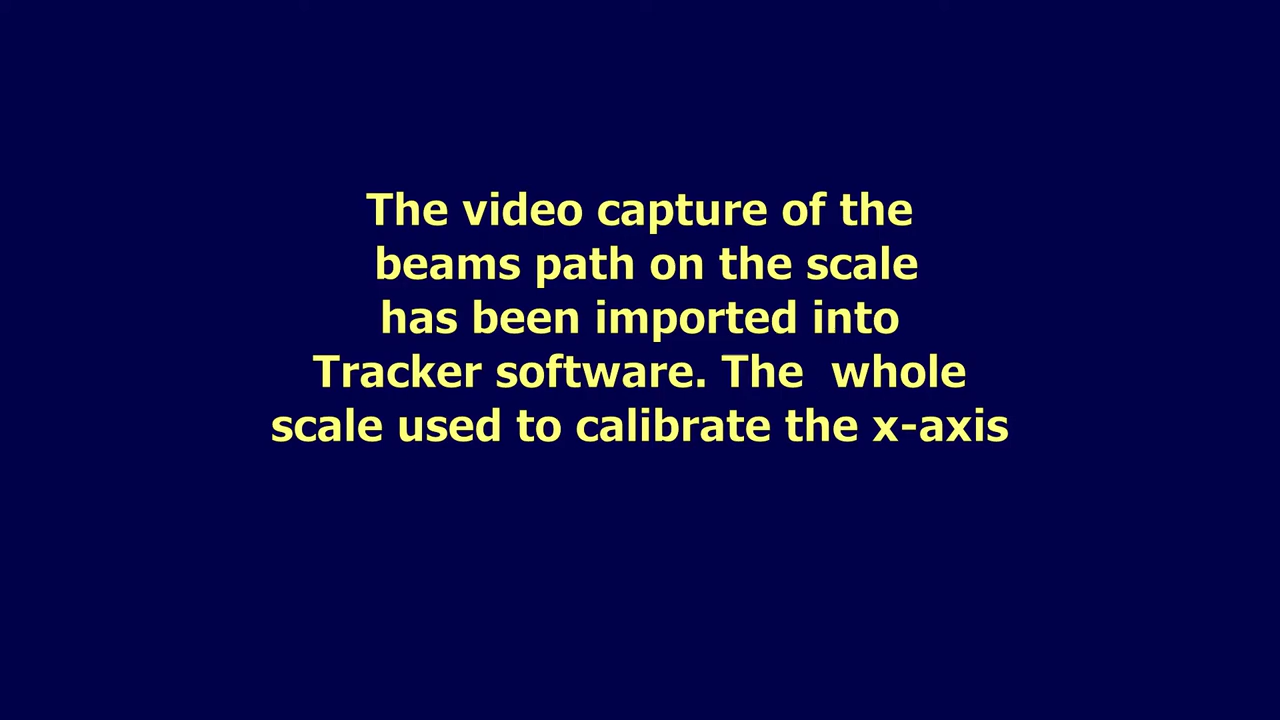 The video capture of the
beams path on the scale
has been imported into
Tracker software. The  whole
scale used to calibrate the x-axis